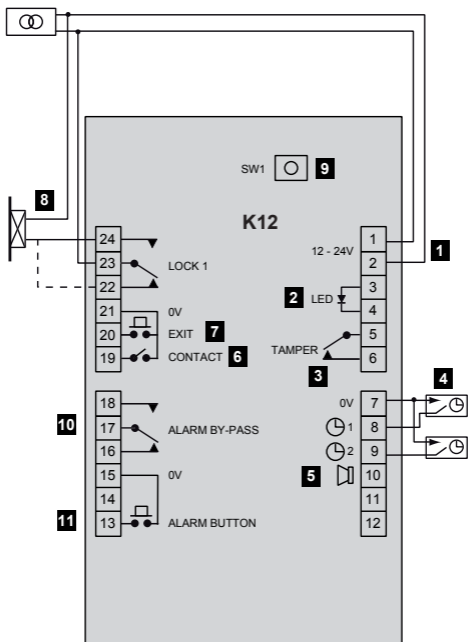 8
SW1 9
K12
24
23 LOCK 1
22
21 0V
20 EXIT 7
19 CONTACT 6
12 - 24V 1 1
2
2 LED 3
4
TAMPER 5
3 6
18
10 17 ALARM BY-PASS
16
15 0V
14
11 13 ALARM BUTTON
0V 7 4
1 8
2 9
5 10
11
12